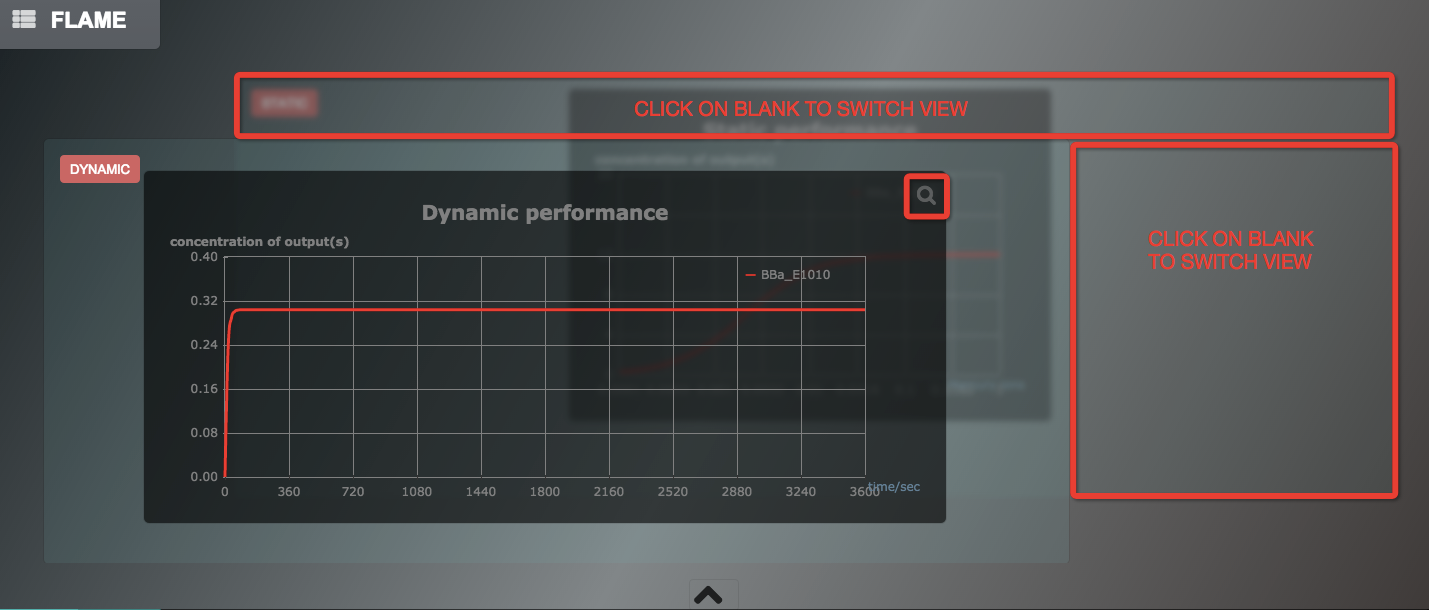 FLAME
STATIC
CLICK ON BLANK TO SWITCH VIEW
Static performance
concentration of output(s)
DYNAMIC
Dynamic performance
concentration of output(s)
0.40
BBa_E1010
0.32
0.24
0.16
0.08
0.00
0 360 720 1080 1440 1800 2160 2520 2880 3240 3600
time/sec
CLICK ON BLANK
TO SWITCH VIEW